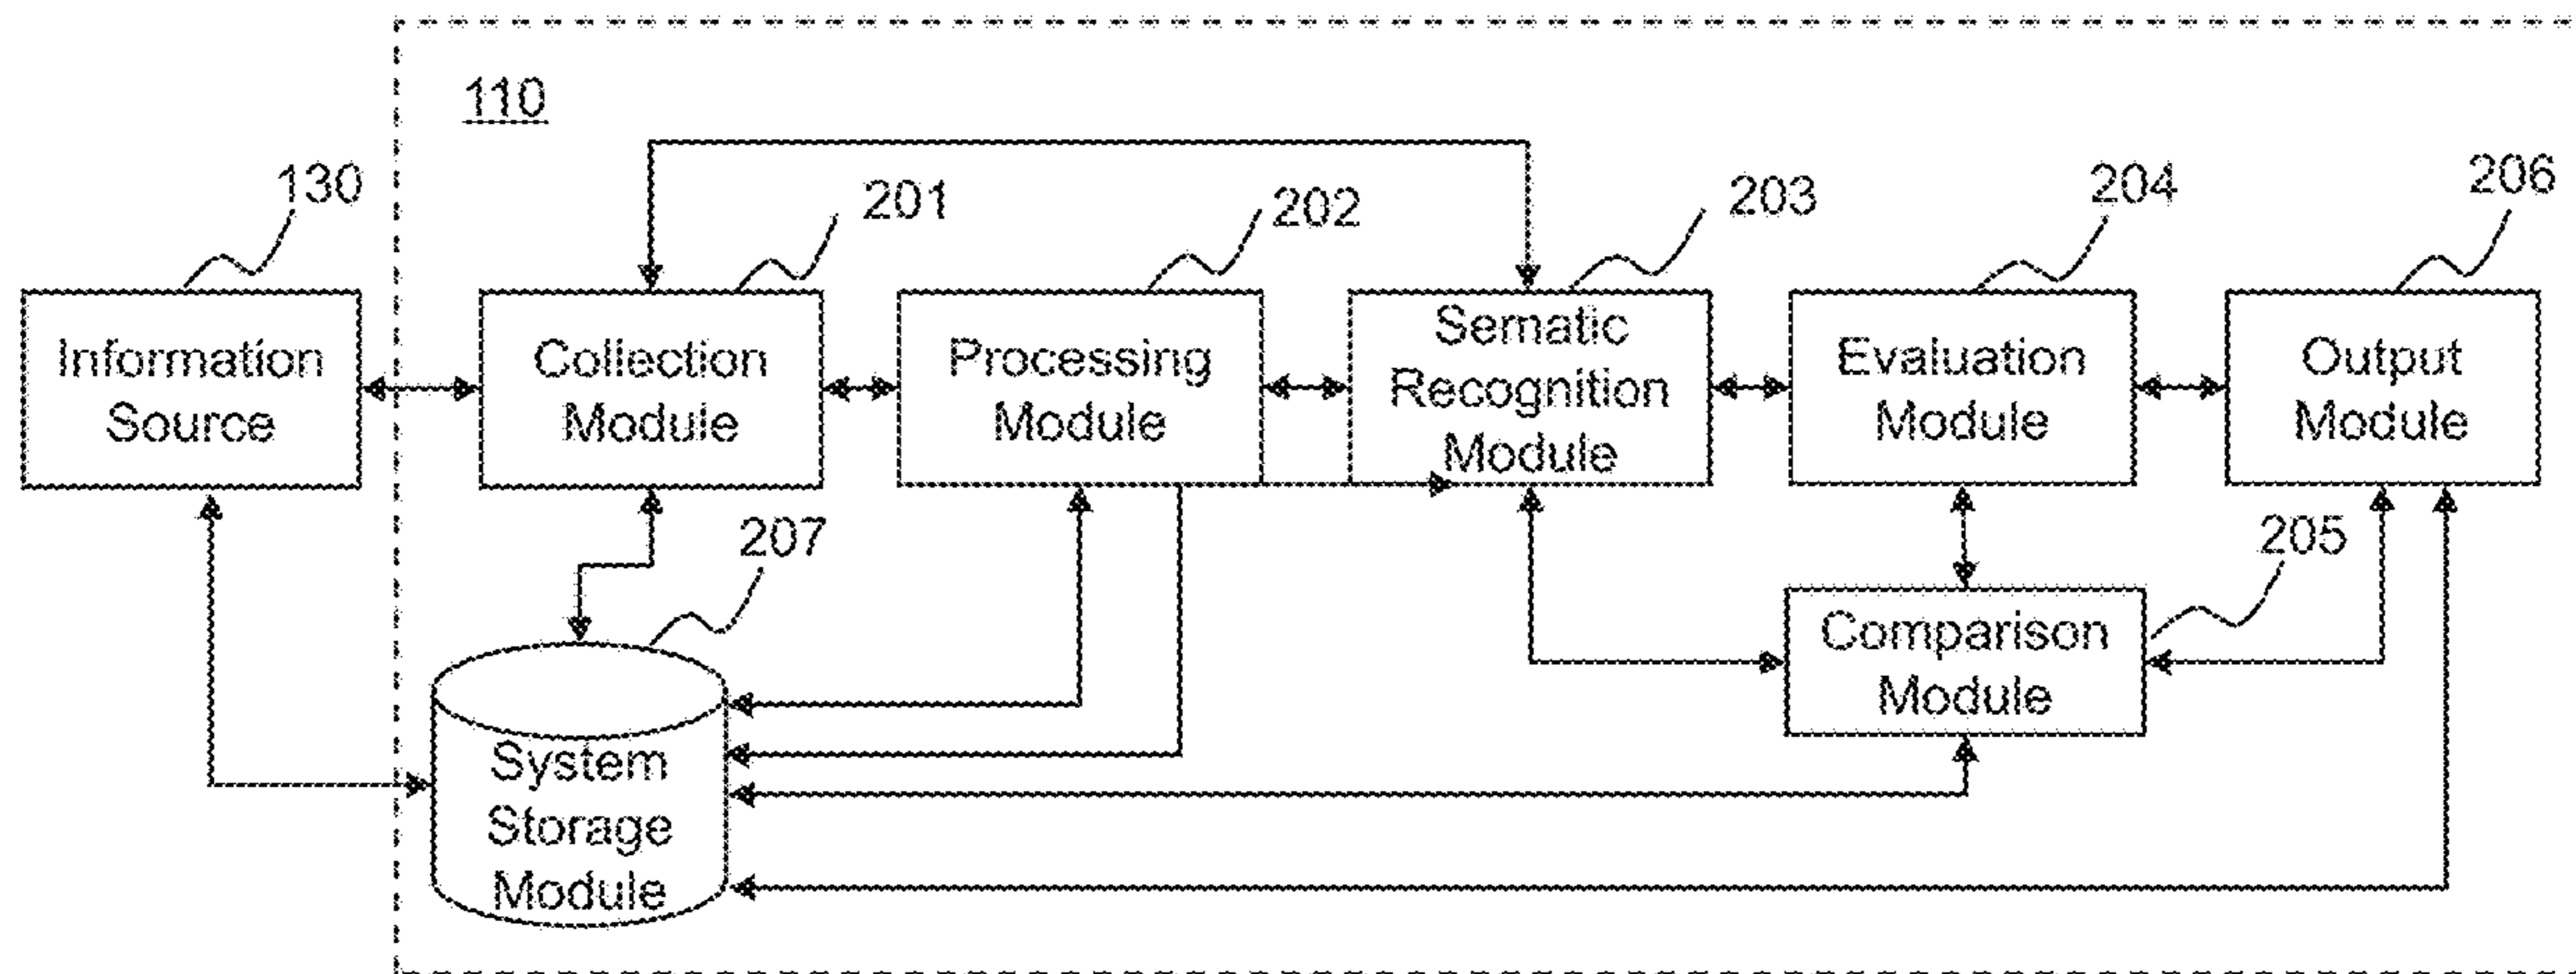 110
130
201
202
203
204
206
Information
Source
Collection
Module
Processing
Module
Sematic
Recognition
Module
Evaluation
Module
Output
Module
207
205
Comparison
Module
System
Storage
Module